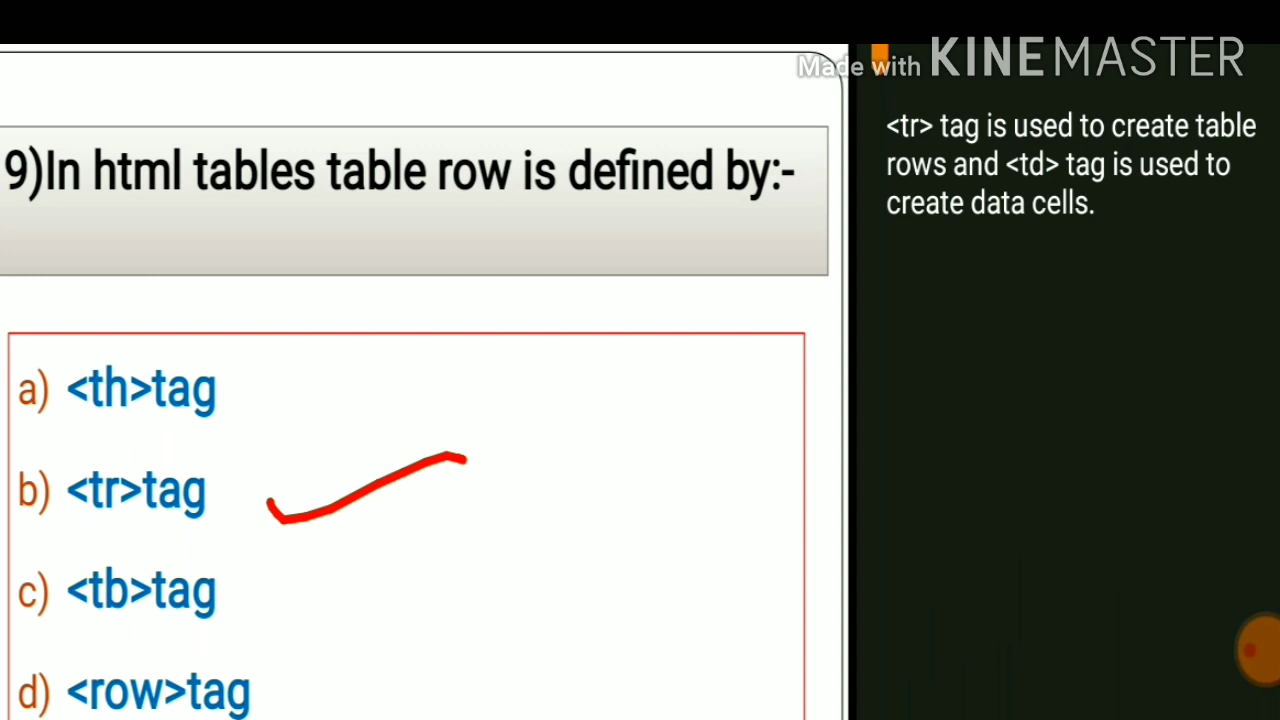 Made with KINEMASTER
9)In html tables table row is defined by:-
a) <th>tag
b) <tr>tag
c) <tb>tag
d) <row>tag
<tr> tag is used to create table
rows and <td> tag is used to
create data cells.